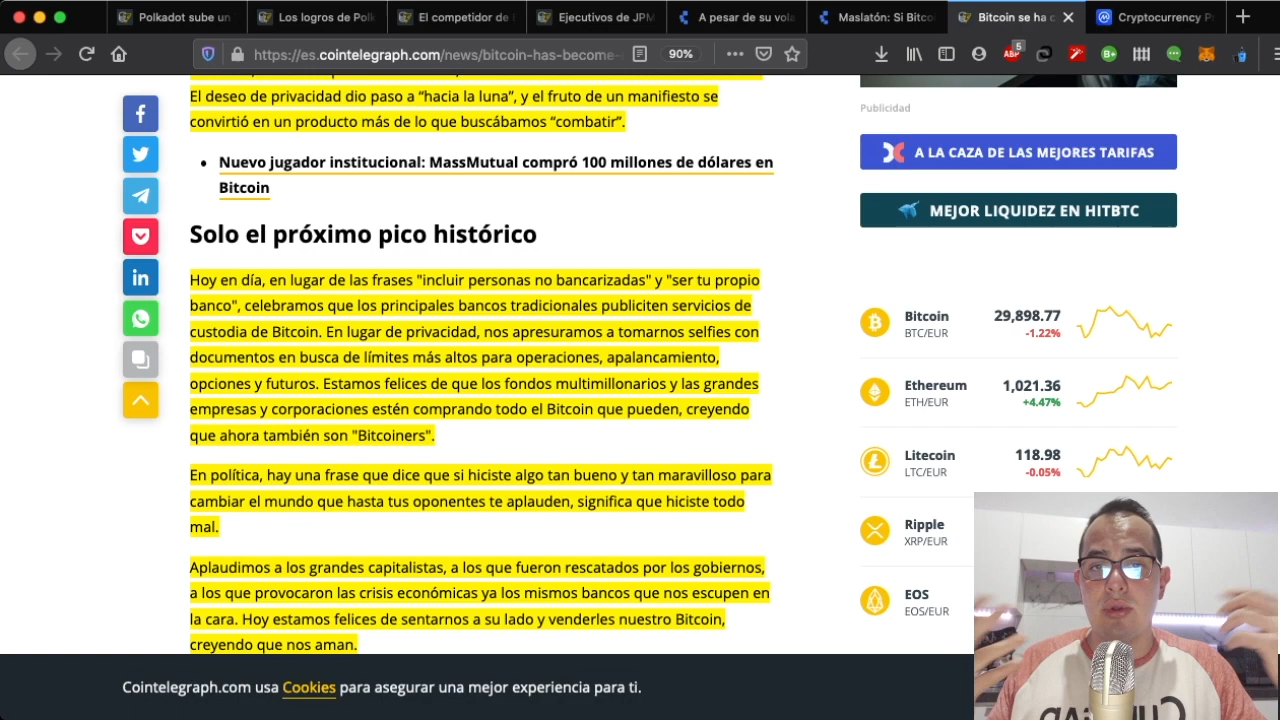 Polkadot sube un
Los logros de Polk
El competidor de
Ejecutivos de JPM
A pesar de su vola
Maslatón: Si Bitco
Bitcoin se ha c
Cryptocurrency P
https://es.cointelegraph.com/news/bitcoin-has-become-
90%
ABP
5
B+
El deseo de privacidad dio paso a “hacia la luna”, y el fruto de un manifiesto se
convirtió en un producto más de lo que buscábamos “combatir”.
Nuevo jugador institucional: MassMutual compró 100 millones de dólares en
Bitcoin
Solo el próximo pico histórico
Hoy en día, en lugar de las frases "incluir personas no bancarizadas" y "ser tu propio
banco", celebramos que los principales bancos tradicionales publiciten servicios de
custodia de Bitcoin. En lugar de privacidad, nos apresuramos a tomarnos selfies con
documentos en busca de límites más altos para operaciones, apalancamiento,
opciones y futuros. Estamos felices de que los fondos multimillonarios y las grandes
empresas y corporaciones estén comprando todo el Bitcoin que pueden, creyendo
que ahora también son "Bitcoiners".
En política, hay una frase que dice que si hiciste algo tan bueno y tan maravilloso para
cambiar el mundo que hasta tus oponentes te aplauden, significa que hiciste todo
mal.
Aplaudimos a los grandes capitalistas, a los que fueron rescatados por los gobiernos,
a los que provocaron las crisis económicas ya los mismos bancos que nos escupen en
la cara. Hoy estamos felices de sentarnos a su lado y venderles nuestro Bitcoin,
creyendo que nos aman.
Publicidad
A LA CAZA DE LAS MEJORES TARIFAS
MEJOR LIQUIDEZ EN HITBTC
Bitcoin 29,898.77
BTC/EUR -1.22%
Ethereum 1,021.36
ETH/EUR +4.47%
Litecoin 118.98
LTC/EUR -0.05%
Ripple
XRP/EUR
EOS
EOS/EUR
Cointelegraph.com usa Cookies para asegurar una mejor experiencia para ti.